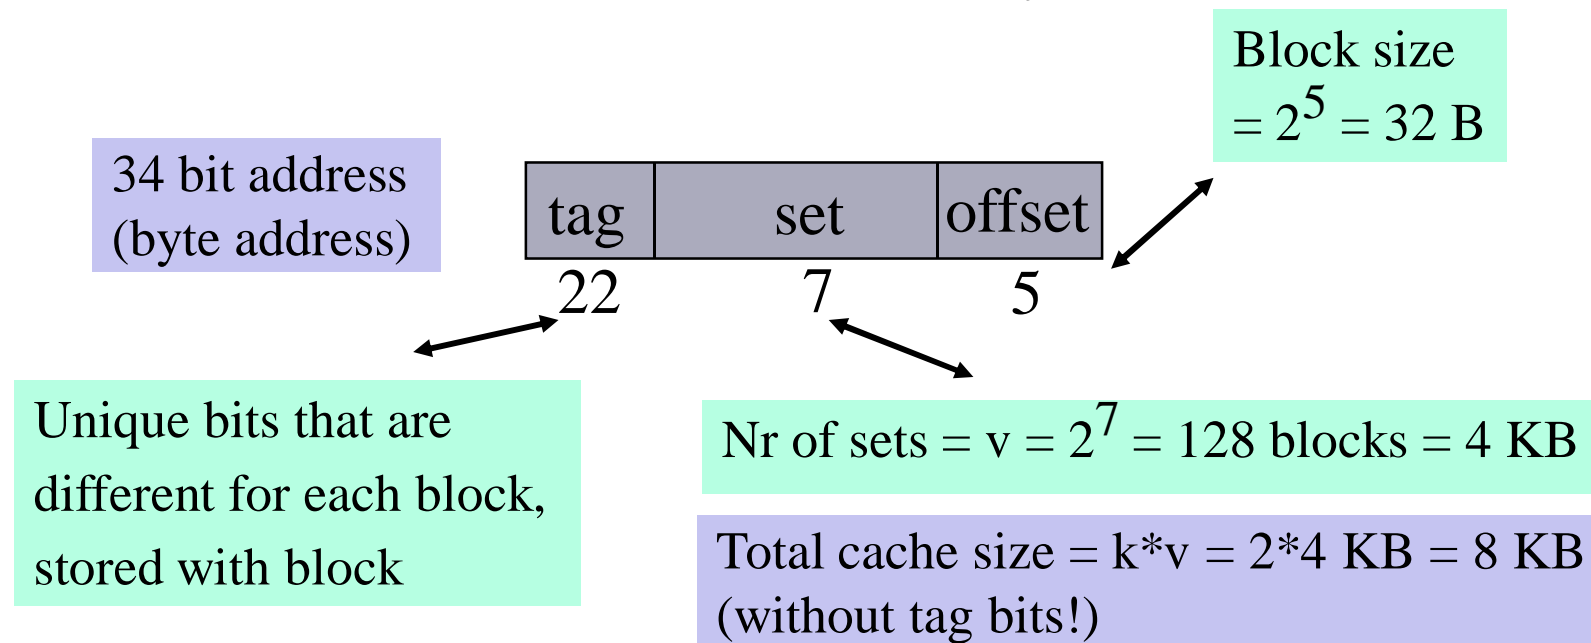 Block size
= 2^5 = 32 B
34 bit address
(byte address)
tag set offset
22 7 5
Unique bits that are
different for each block,
stored with block
Nr of sets = v = 2^7 = 128 blocks = 4 KB
Total cache size = k*v = 2*4 KB = 8 KB
(without tag bits!)